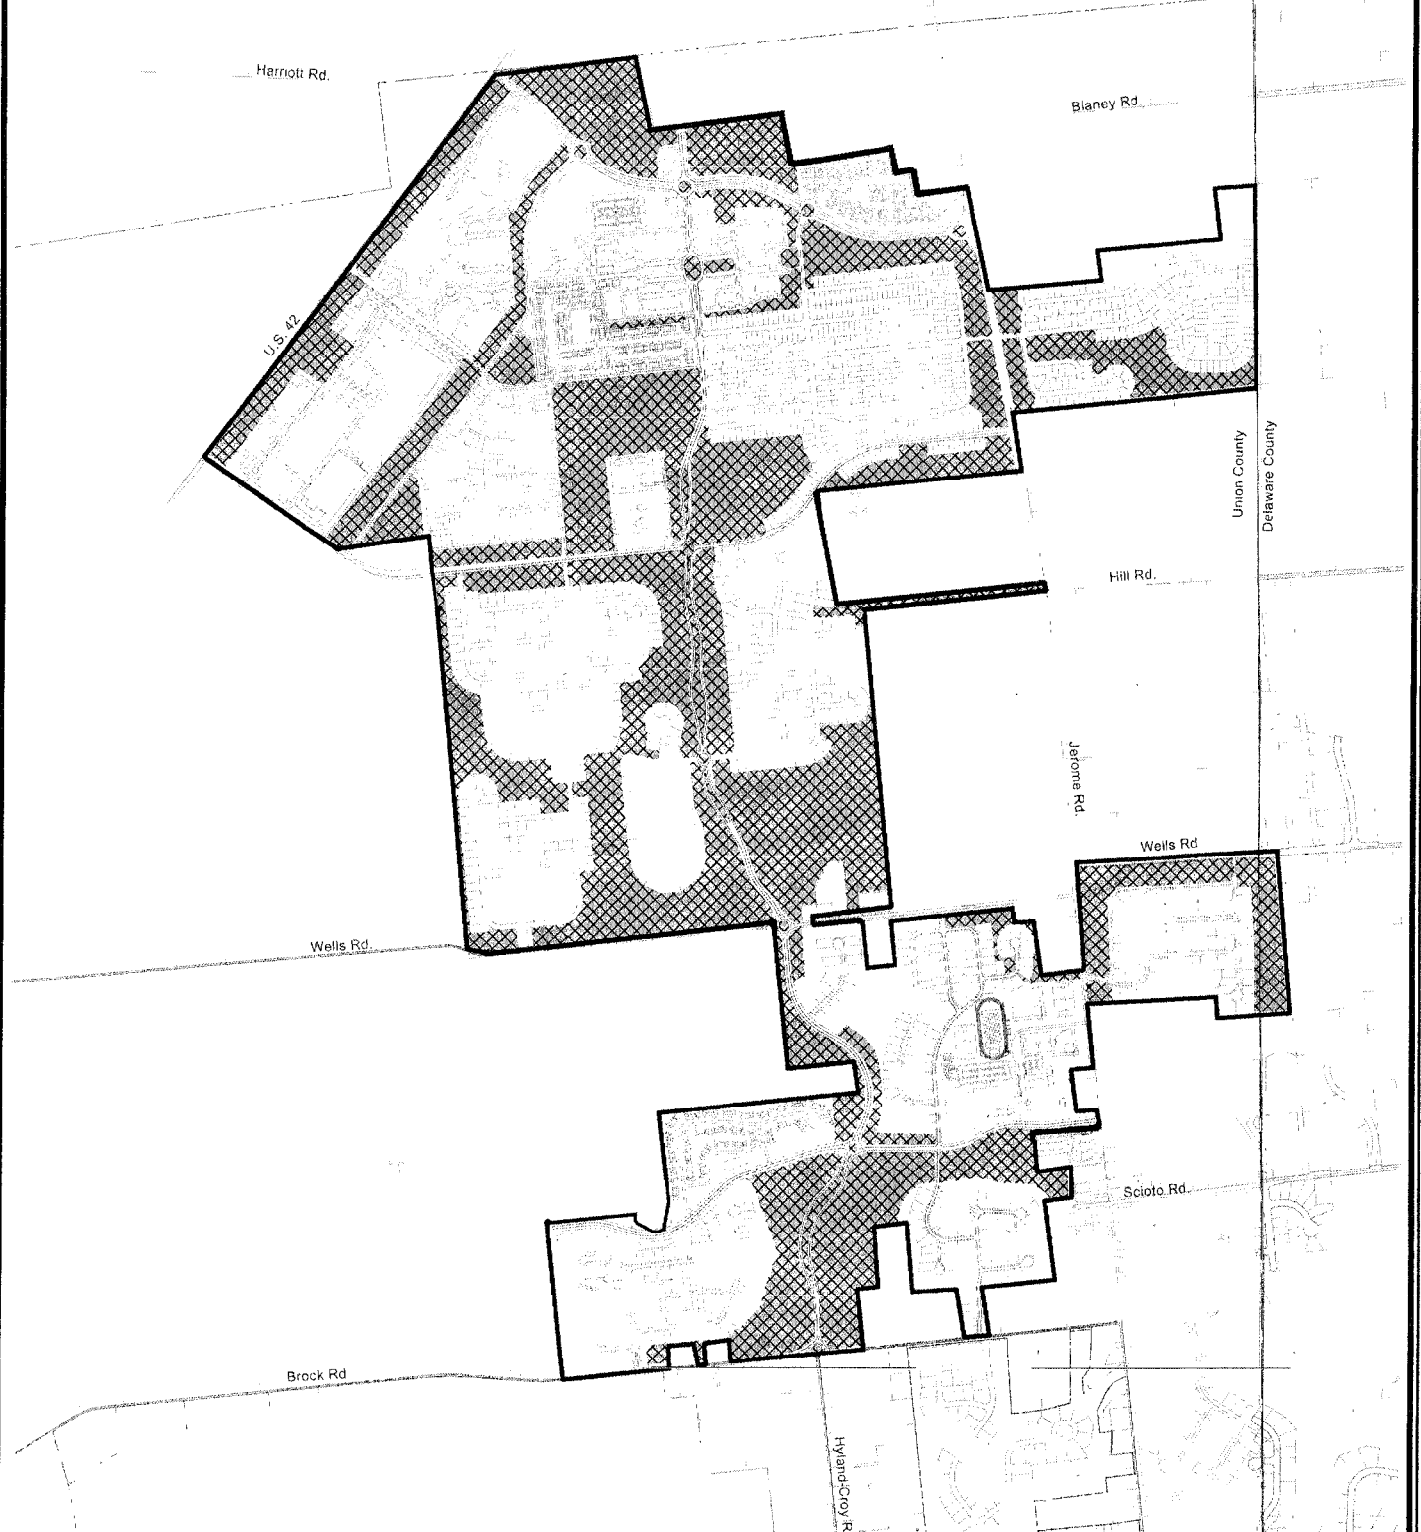 Harriott Rd.
Blaney Rd
U.S. 42
Union County
Delaware County
Hill Rd.
Jerome Rd.
Wells Rd
Wells Rd.
Scioto Rd.
Brock Rd
Hyland-Croy R